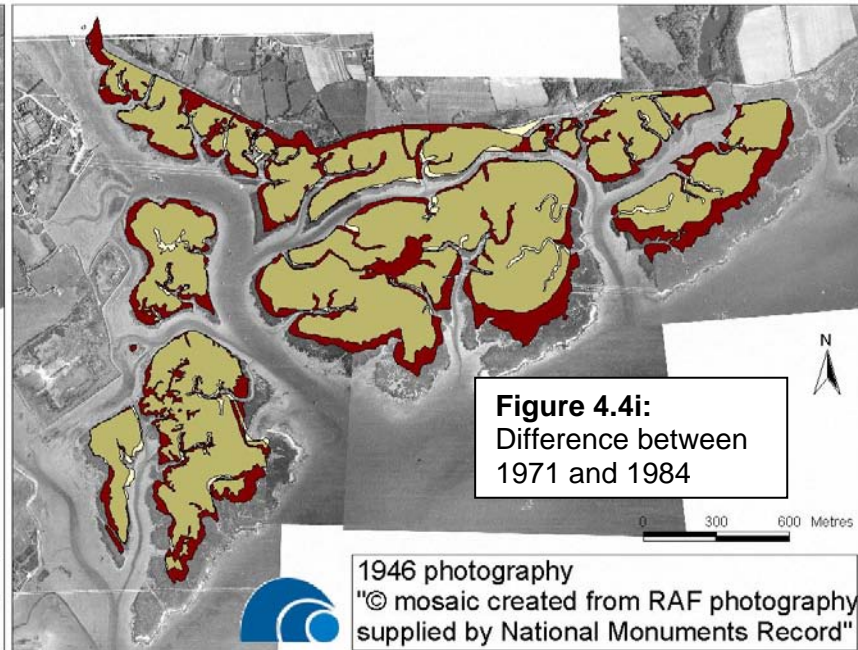 N
Figure 4.4i:
Difference between
1971 and 1984
0 300 600 Metres
1946 photography
"© mosaic created from RAF photography
supplied by National Monuments Record"